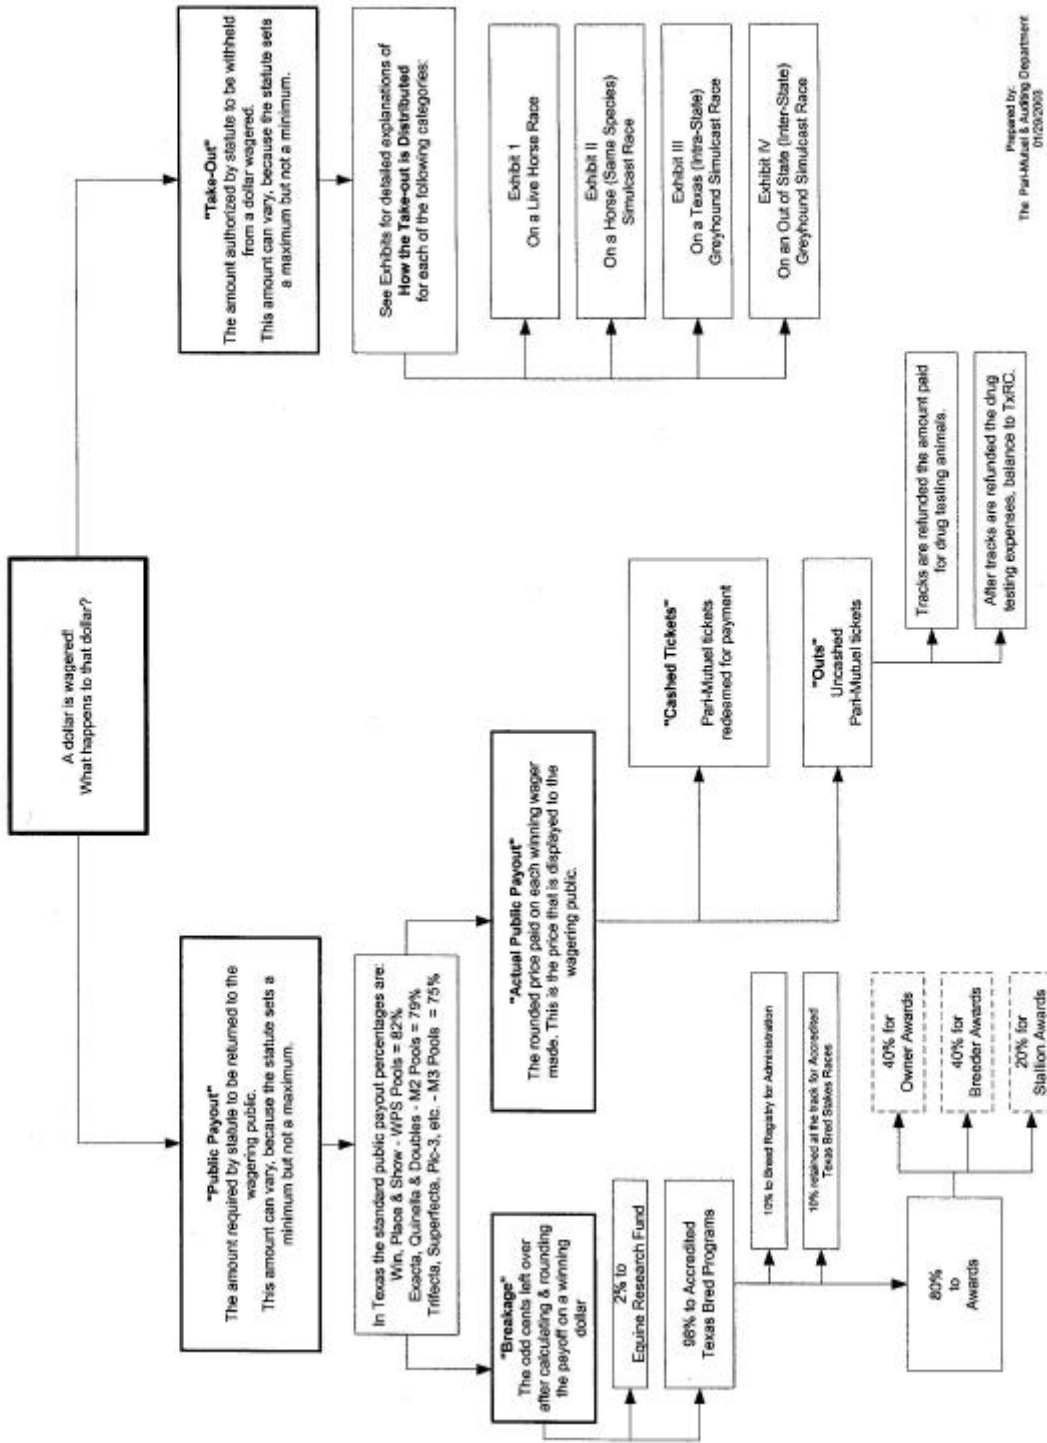 A dollar is wagered!
What happens to that dollar?
"Public Payout"
The amount required by statute to be returned to the
wagering public.
This amount can vary, because the statute sets a
minimum but not a maximum.
In Texas the standard public payout percentages are:
Win, Place & Show - WPS Pools = 82%
Exacta, Quinella & Doubles - M2 Pools = 79%
Trifecta, Superfecta, Pic-3, etc. - M3 Pools = 75%
"Breakage"
The odd cents left over
after calculating & rounding
the payoff on a winning
dollar
2% to
Equine Research Fund
98% to Accredited
Texas Bred Programs
10% to Breed Registry for Administration
10% retained at the track for Accredited
Texas Bred Stakes Races
80%
to
Awards
40% for
Owner Awards
40% for
Breeder Awards
20% for
Stallion Awards
"Actual Public Payout"
The rounded price paid on each winning wager
made. This is the price that is displayed to the
wagering public.
"Cashed Tickets"
Pari-Mutuel tickets
redeemed for payment
"Outs"
Uncashed
Pari-Mutuel tickets
Tracks are refunded the amount paid
for drug testing animals.
After tracks are refunded the drug
testing expenses, balance to TxRC.
"Take-Out"
The amount authorized by statute to be withheld
from a dollar wagered.
This amount can vary, because the statute sets
a maximum but not a minimum.
See Exhibits for detailed explanations of
How the Take-out is Distributed
for each of the following categories:
Exhibit 1
On a Live Horse Race
Exhibit II
On a Horse (Same Species)
Simulcast Race
Exhibit III
On a Texas (Intra-State)
Greyhound Simulcast Race
Exhibit IV
On an Out of State (Inter-State)
Greyhound Simulcast Race
Prepared by:
The Pari-Mutuel & Auditing Department
01/29/2003